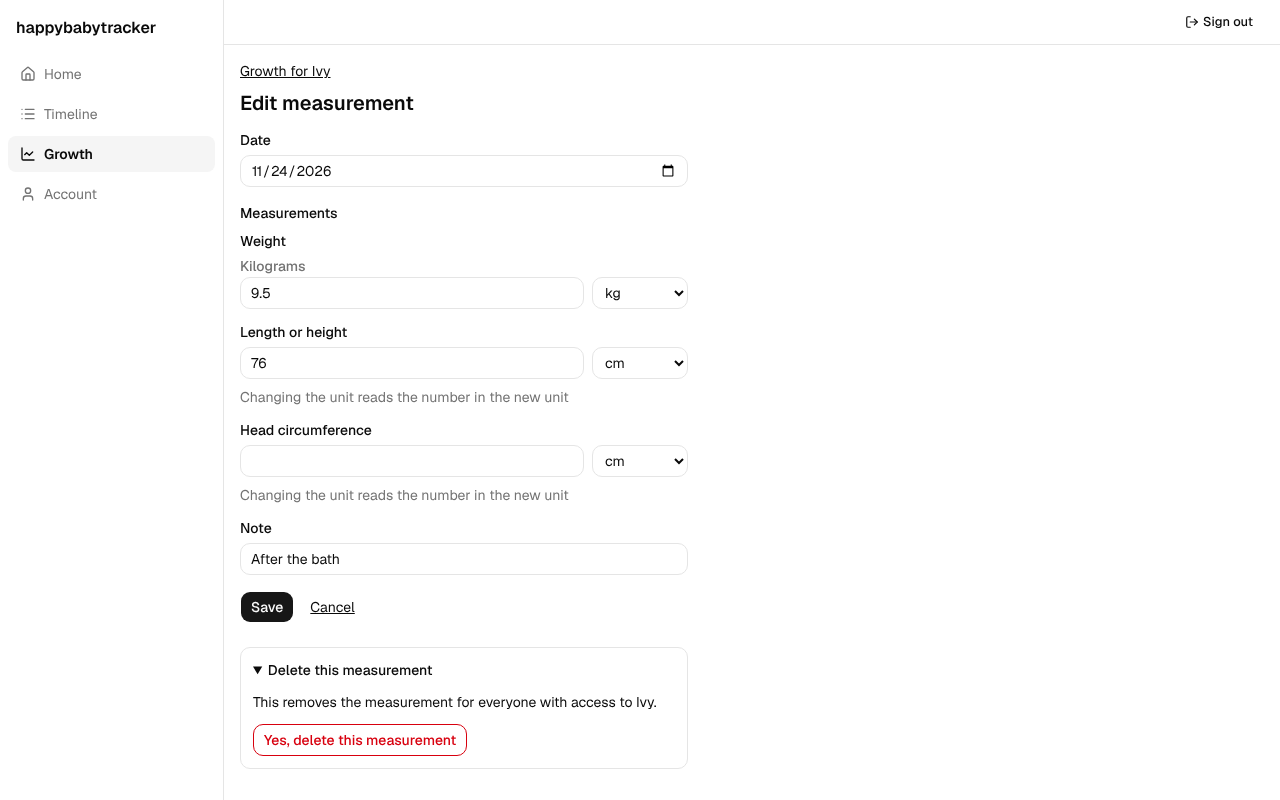 happybabytracker
Sign out
Home
Timeline
Growth
Account
Growth for Ivy
Edit measurement
Date
11/24/2026
Measurements
Weight
Kilograms
9.5
kg
Length or height
76
cm
Changing the unit reads the number in the new unit
Head circumference
cm
Changing the unit reads the number in the new unit
Note
After the bath
Save
Cancel
Delete this measurement
This removes the measurement for everyone with access to Ivy.
Yes, delete this measurement